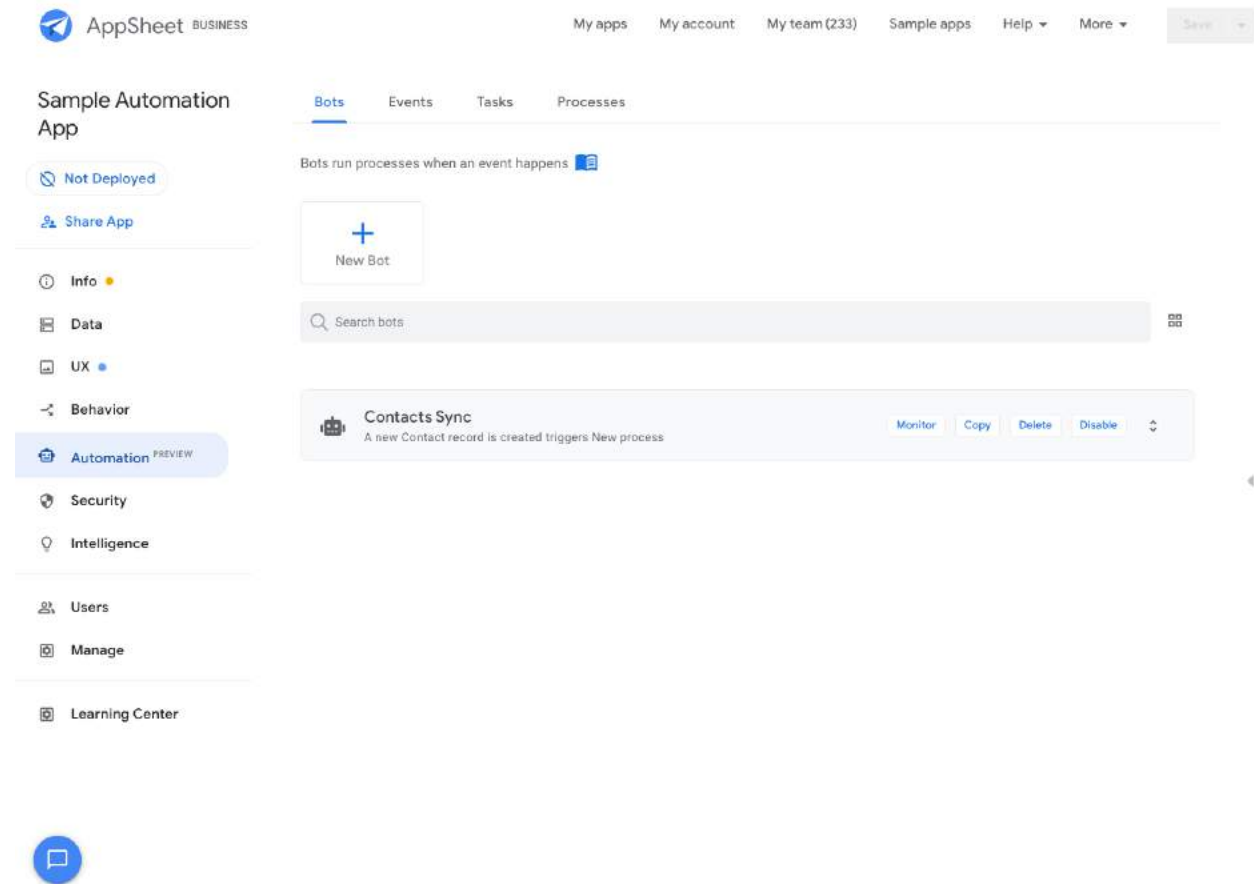 AppSheet BUSINESS
My apps
My account
My team (233)
Sample apps
Help
More
Save
Sample Automation
App
Not Deployed
Share App
Info
Data
UX
Behavior
Automation PREVIEW
Security
Intelligence
Users
Manage
Learning Center
Bots
Events
Tasks
Processes
Bots run processes when an event happens
New Bot
Search bots
Contacts Sync
A new Contact record is created triggers New process
Monitor
Copy
Delete
Disable